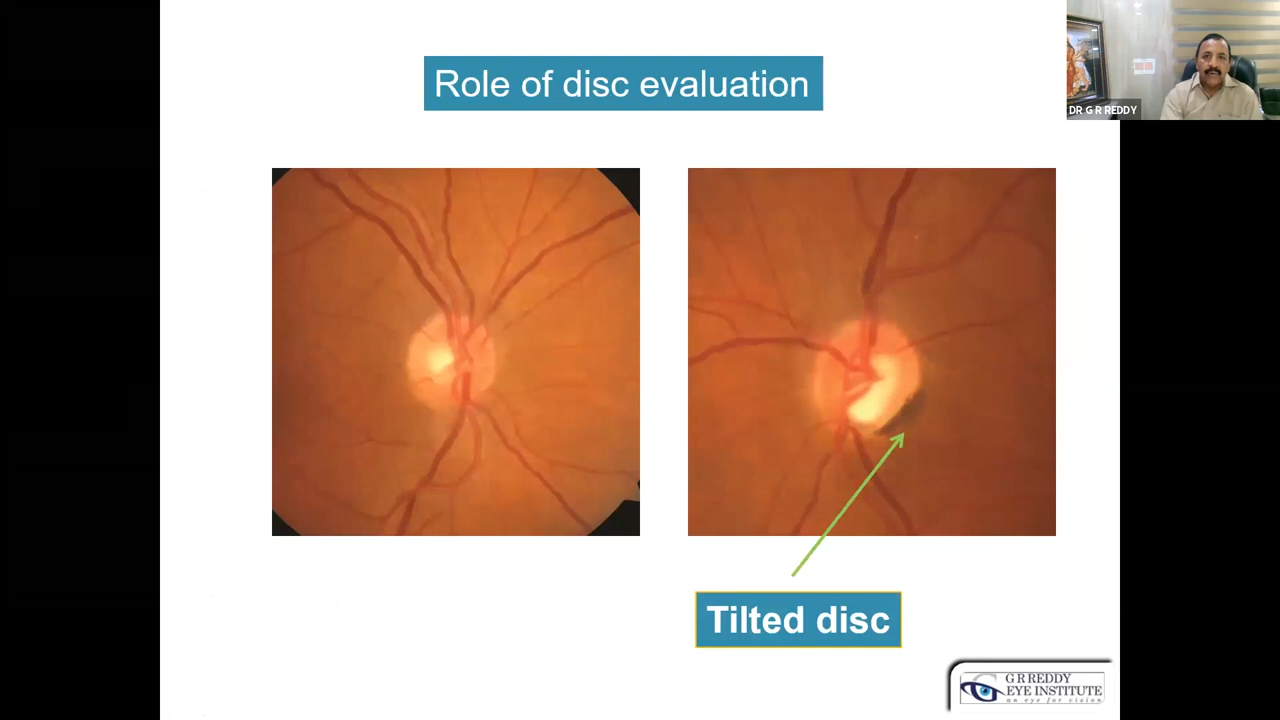 Role of disc evaluation
DR G R REDDY
Tilted disc
G R REDDY
EYE INSTITUTE
an eye for vision